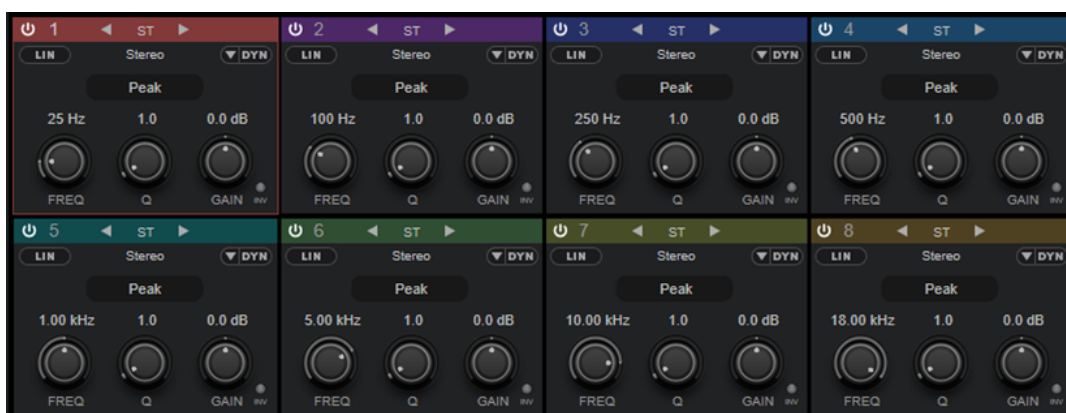 1 ST 2 ST 3 ST 4 ST
LIN Stereo DYN LIN Stereo DYN LIN Stereo DYN LIN Stereo DYN
Peak Peak Peak Peak
25 Hz 1.0 0.0 dB 100 Hz 1.0 0.0 dB 250 Hz 1.0 0.0 dB 500 Hz 1.0 0.0 dB
FREQ Q GAIN INV FREQ Q GAIN INV FREQ Q GAIN INV FREQ Q GAIN INV
5 ST 6 ST 7 ST 8 ST
LIN Stereo DYN LIN Stereo DYN LIN Stereo DYN LIN Stereo DYN
Peak Peak Peak Peak
1.00 kHz 1.0 0.0 dB 5.00 kHz 1.0 0.0 dB 10.00 kHz 1.0 0.0 dB 18.00 kHz 1.0 0.0 dB
FREQ Q GAIN INV FREQ Q GAIN INV FREQ Q GAIN INV FREQ Q GAIN INV